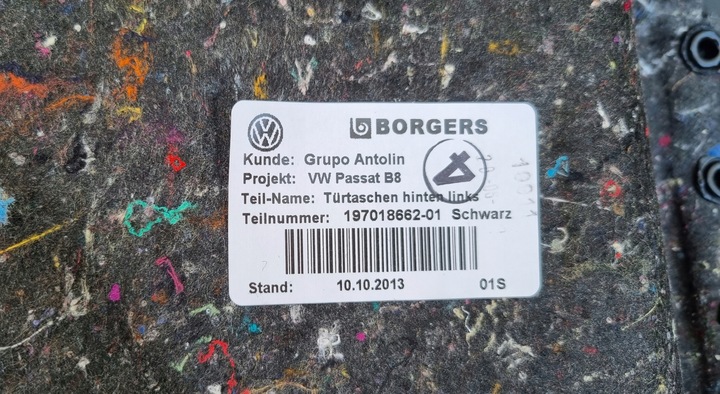 BORGERS
Kunde: Grupo Antolin
Projekt: VW Passat B8
Teil-Name: Türtaschen hinten links
Teilnummer: 197018662-01 Schwarz
Stand: 10.10.2013 01S